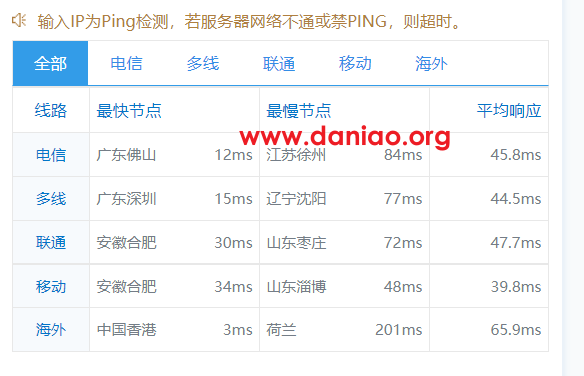 输入IP为Ping检测，若服务器网络不通或禁PING，则超时。
全部 电信 多线 联通 移动 海外
线路 最快节点 最慢节点 平均响应
www.daniao.org
电信 广东佛山 12ms 江苏徐州 84ms 45.8ms
多线 广东深圳 15ms 辽宁沈阳 77ms 44.5ms
联通 安徽合肥 30ms 山东枣庄 72ms 47.7ms
移动 安徽合肥 34ms 山东淄博 48ms 39.8ms
海外 中国香港 3ms 荷兰 201ms 65.9ms